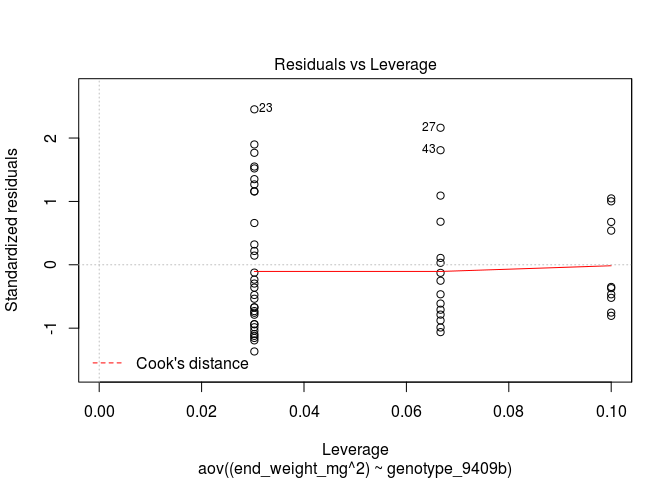 Residuals vs Leverage
Standardized residuals
2
1
0
-1
23
27
43
Cook's distance
0.00 0.02 0.04 0.06 0.08 0.10
Leverage
aov((end_weight_mg^2) ~ genotype_9409b)